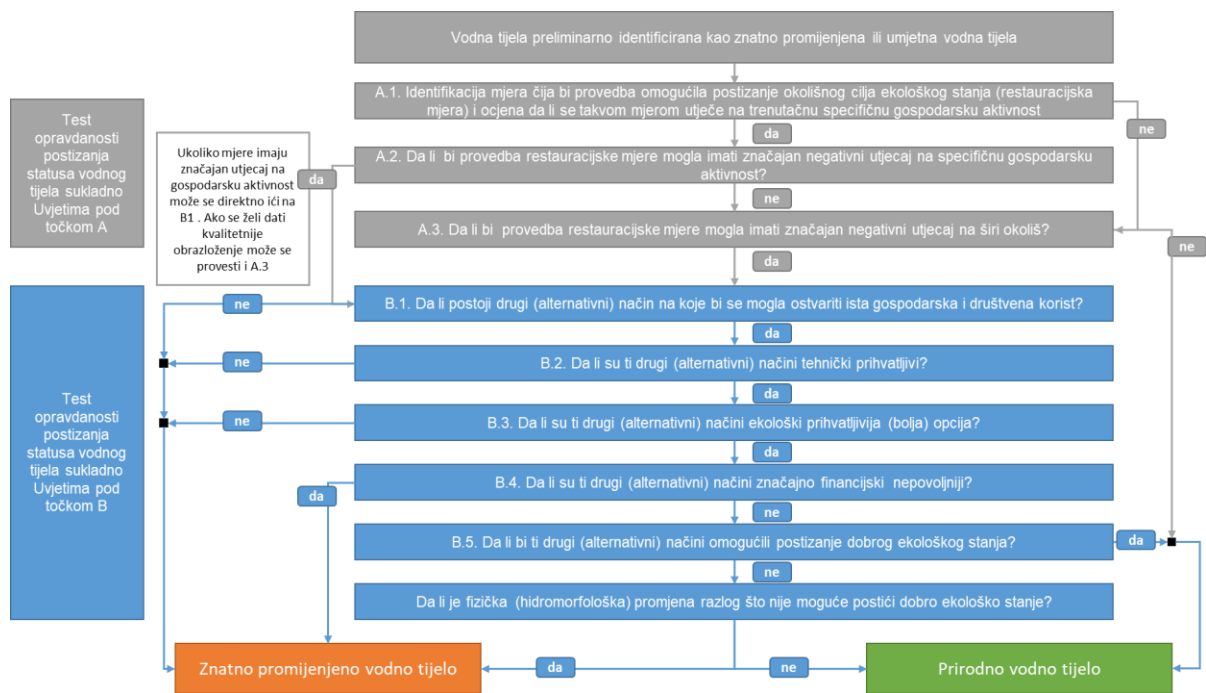 Vodna tijela preliminarno identificirana kao znatno promijenjena ili umjetna vodna tijela
Test
opravdanosti
postizanja
statusa vodnog
tijela sukladno
Uvjetima pod
točkom A
A.1. Identifikacija mjera čija bi provedba omogućila postizanje okolišnog cilja ekološkog stanja (restauracijska
mjera) i ocjena da li se takvom mjerom utječe na trenutačnu specifičnu gospodarsku aktivnost
ne
da
Ukoliko mjere imaju
značajan utjecaj na
gospodarsku aktivnost
može se direktno ići na
B1 . Ako se želi dati
kvalitetnije
obrazloženje može se
provesti i A.3
da
A.2. Da li bi provedba restauracijske mjere mogla imati značajan negativni utjecaj na specifičnu gospodarsku
aktivnost?
ne
A.3. Da li bi provedba restauracijske mjere mogla imati značajan negativni utjecaj na širi okoliš?
ne
da
Test
opravdanosti
postizanja
statusa vodnog
tijela sukladno
Uvjetima pod
točkom B
ne
B.1. Da li postoji drugi (alternativni) način na koje bi se mogla ostvariti ista gospodarska i društvena korist?
da
ne
B.2. Da li su ti drugi (alternativni) načini tehnički prihvatljivi?
da
ne
B.3. Da li su ti drugi (alternativni) načini ekološki prihvatljivija (bolja) opcija?
da
da
B.4. Da li su ti drugi (alternativni) načini značajno financijski nepovoljniji?
ne
B.5. Da li bi ti drugi (alternativni) načini omogućili postizanje dobrog ekološkog stanja?
da
ne
Da li je fizička (hidromorfološka) promjena razlog što nije moguće postići dobro ekološko stanje?
Znatno promijenjeno vodno tijelo
da
ne
Prirodno vodno tijelo